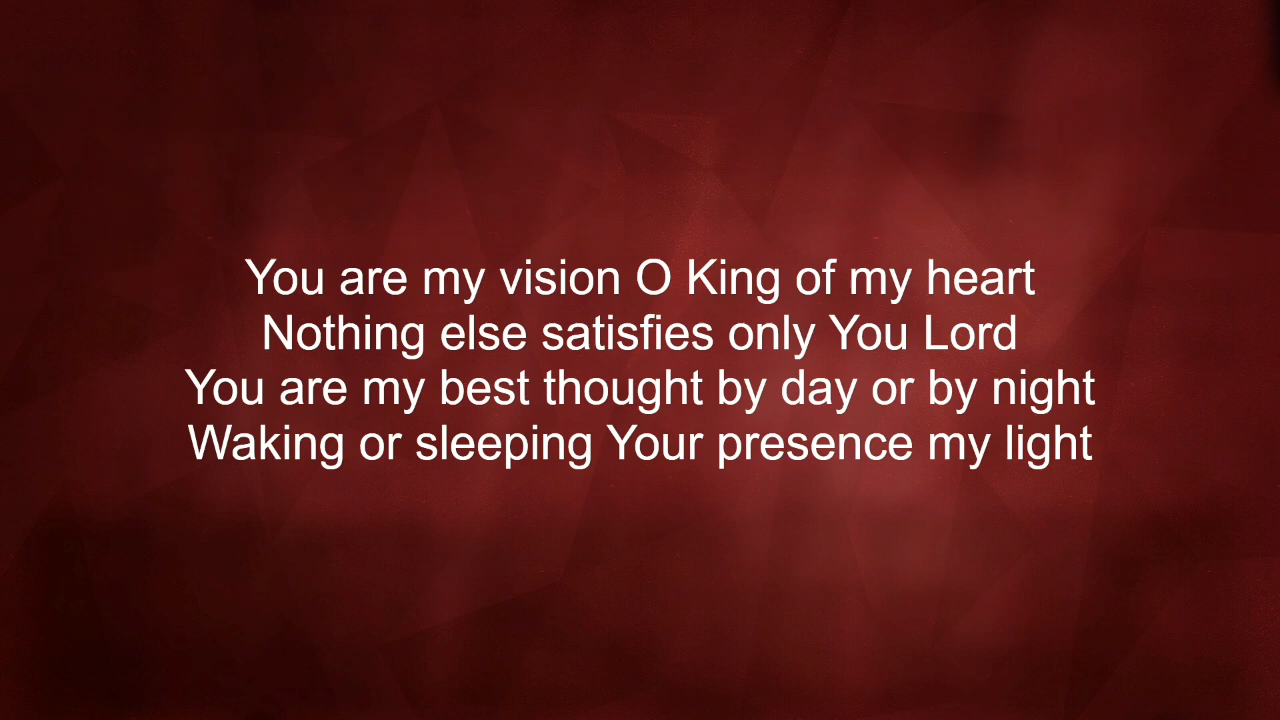 You are my vision O King of my heart
Nothing else satisfies only You Lord
You are my best thought by day or by night
Waking or sleeping Your presence my light